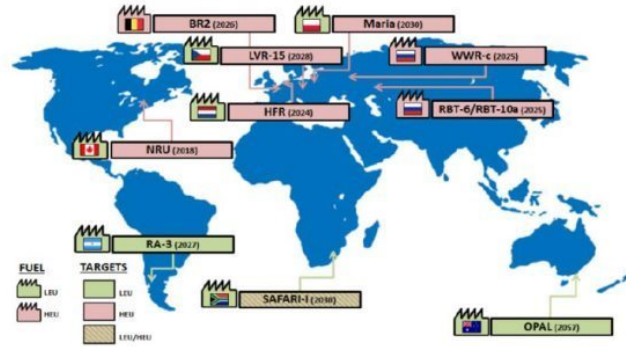 BR2 (2026)
Maria (2030)
LVR-15 (2028)
WWR-c (2025)
HFR (2024)
RBT-6/RBT-10a (2025)
NRU (2018)
RA-3 (2027)
FUEL
TARGETS
LEU
LEU
HEU
HEU
LEU/HEU
SAFARI-I (2030)
OPAL (2057)